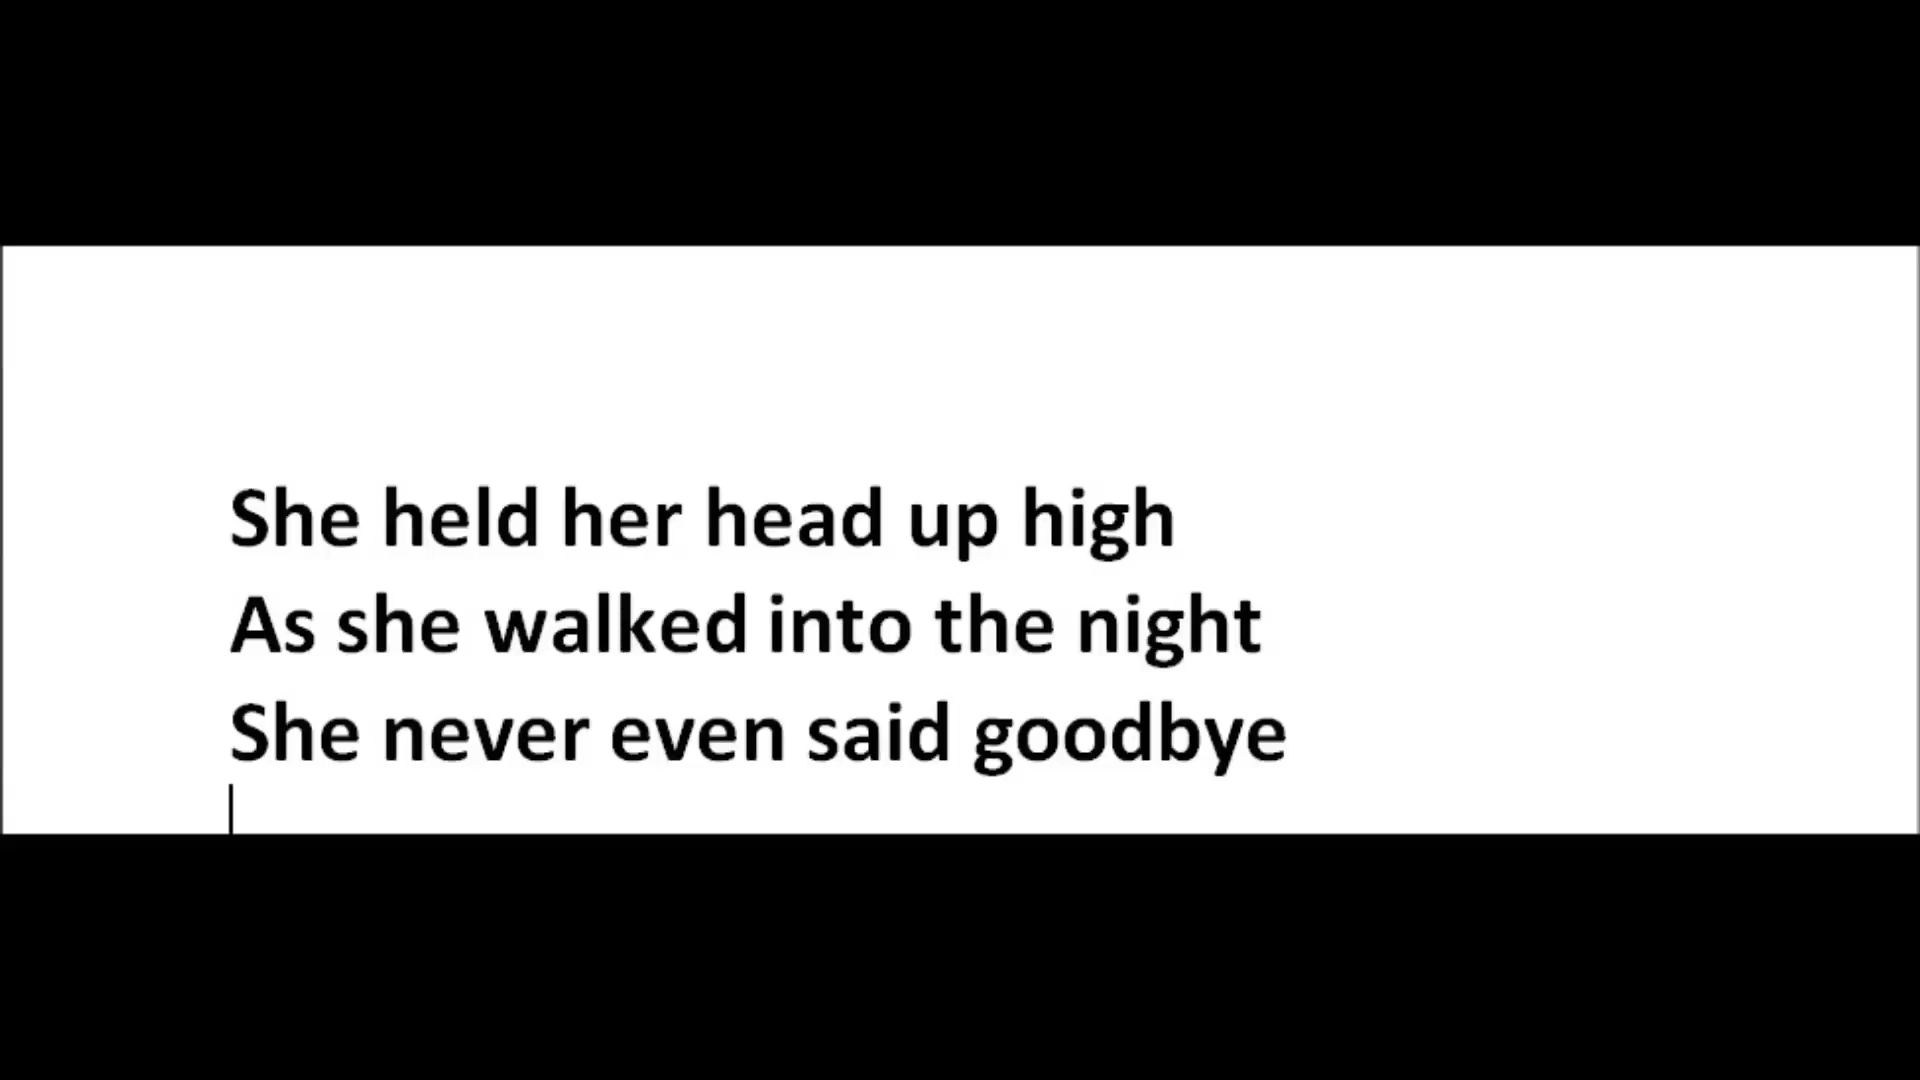 She held her head up high
As she walked into the night
She never even said goodbye